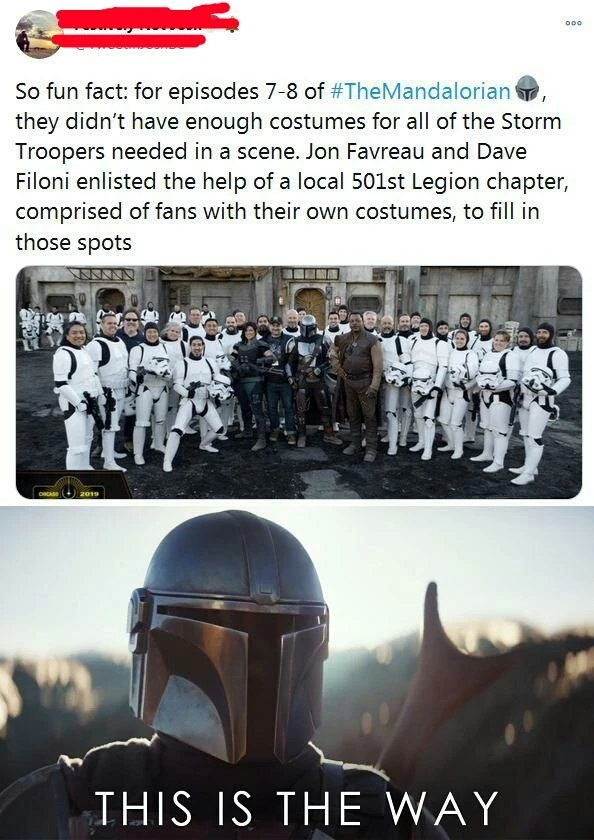 So fun fact: for episodes 7-8 of #TheMandalorian,
they didn't have enough costumes for all of the Storm
Troopers needed in a scene. Jon Favreau and Dave
Filoni enlisted the help of a local 501st Legion chapter,
comprised of fans with their own costumes, to fill in
those spots
CHICAGO 2019
THIS IS THE WAY